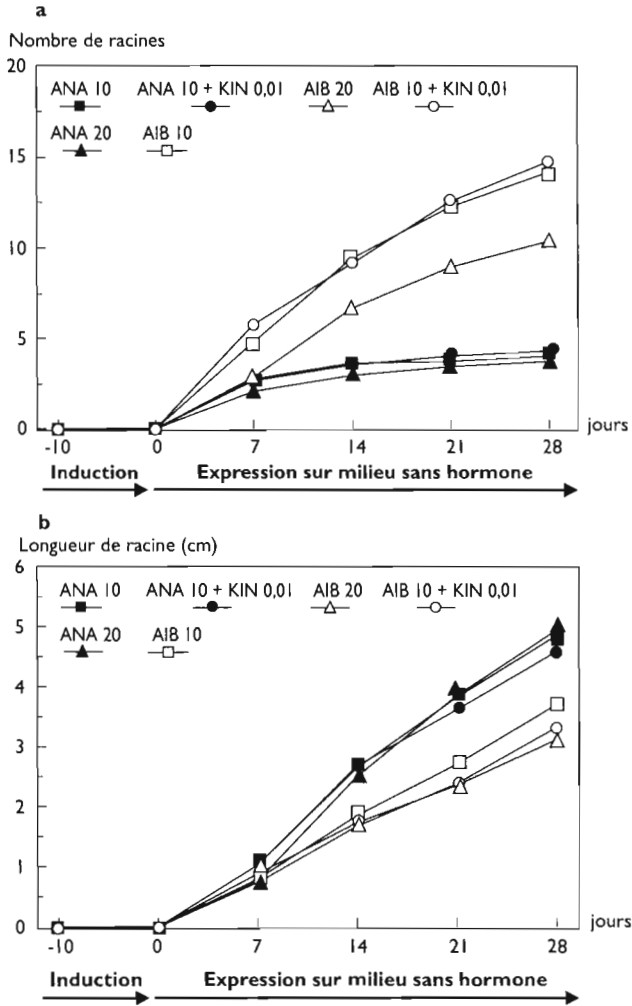 a
Nombre de racines
20
ANA 10 ANA 10 + KIN 0,01 AIB 20 AIB 10 + KIN 0,01
ANA 20 AIB 10
15
10
5
0
-10 0 7 14 21 28 jours
Induction Expression sur milieu sans hormone
b
Longueur de racine (cm)
6
ANA 10 ANA 10 + KIN 0,01 AIB 20 AIB 10 + KIN 0,01
5
ANA 20 AIB 10
4
3
2
1
0
-10 0 7 14 21 28 jours
Induction Expression sur milieu sans hormone